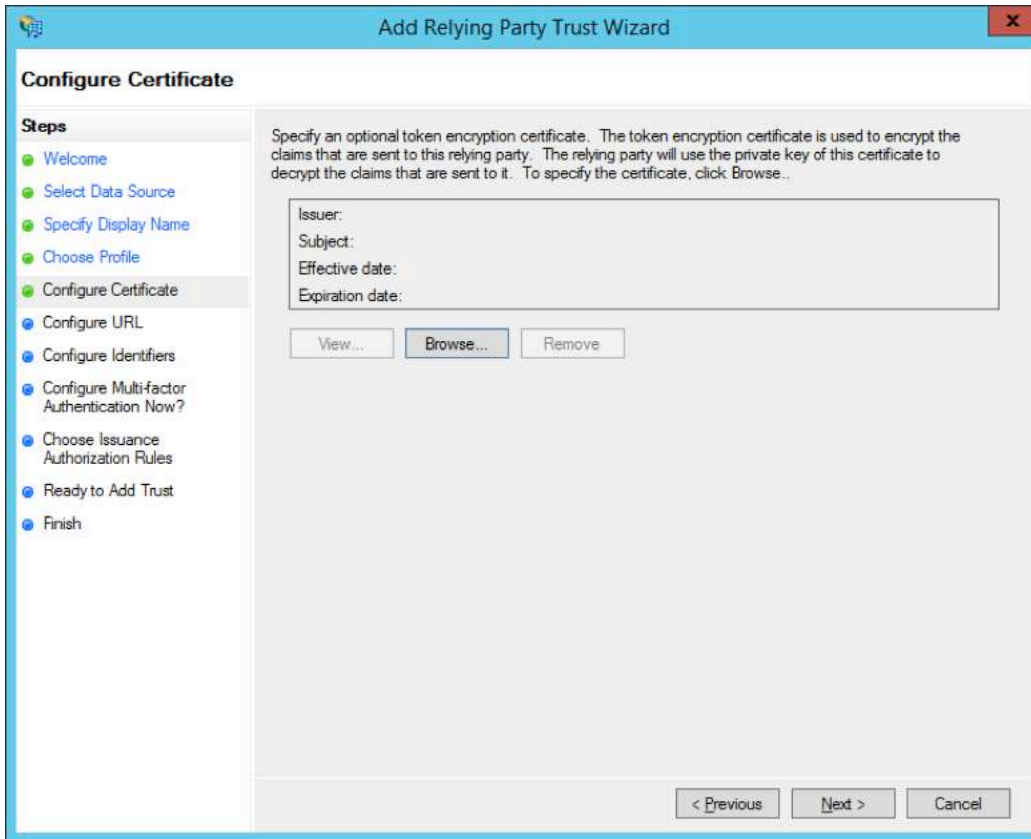 Add Relying Party Trust Wizard
x
Configure Certificate
Steps
Welcome
Select Data Source
Specify Display Name
Choose Profile
Configure Certificate
Configure URL
Configure Identifiers
Configure Multi-factor
Authentication Now?
Choose Issuance
Authorization Rules
Ready to Add Trust
Finish
Specify an optional token encryption certificate. The token encryption certificate is used to encrypt the
claims that are sent to this relying party. The relying party will use the private key of this certificate to
decrypt the claims that are sent to it. To specify the certificate, click Browse..
Issuer:
Subject:
Effective date:
Expiration date:
View... Browse... Remove
< Previous Next > Cancel